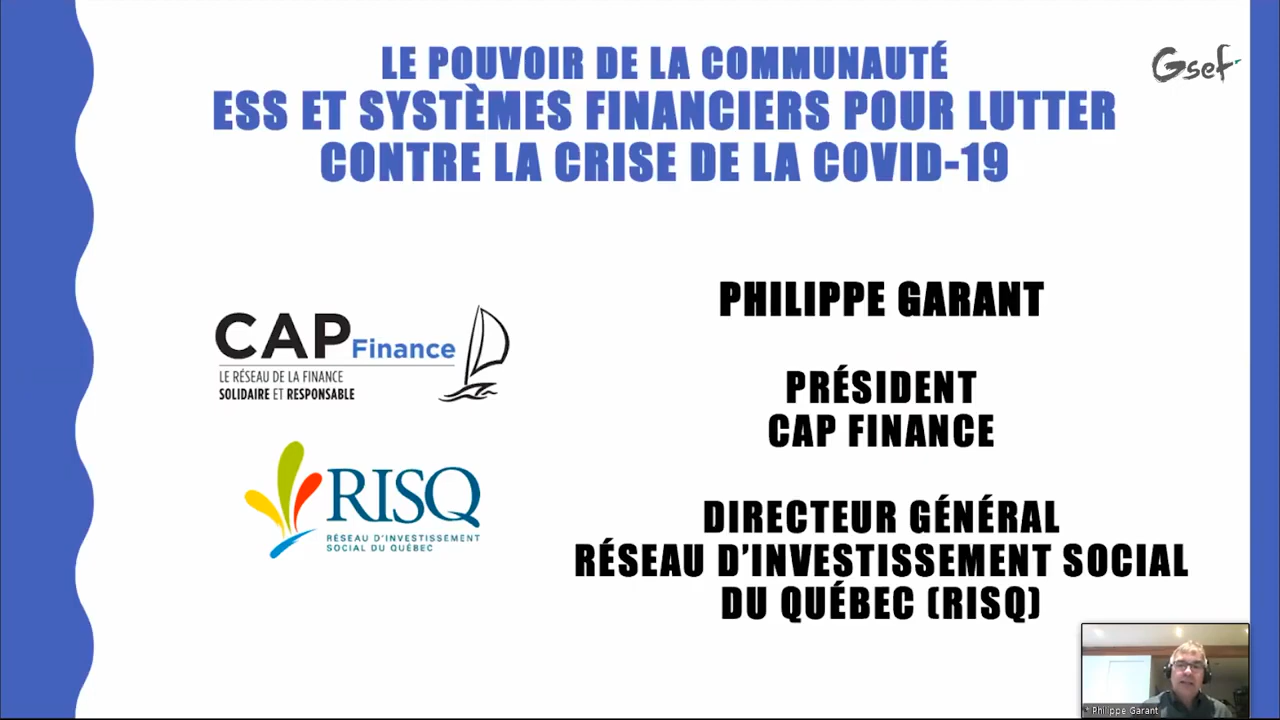 LE POUVOIR DE LA COMMUNAUTÉ
ESS ET SYSTÈMES FINANCIERS POUR LUTTER
CONTRE LA CRISE DE LA COVID-19
Gsef
CAP Finance
LE RÉSEAU DE LA FINANCE
SOLIDAIRE ET RESPONSABLE
RISQ
RÉSEAU D'INVESTISSEMENT
SOCIAL DU QUÉBEC
PHILIPPE GARANT
PRÉSIDENT
CAP FINANCE
DIRECTEUR GÉNÉRAL
RÉSEAU D'INVESTISSEMENT SOCIAL
DU QUÉBEC (RISQ)
Philippe Garant